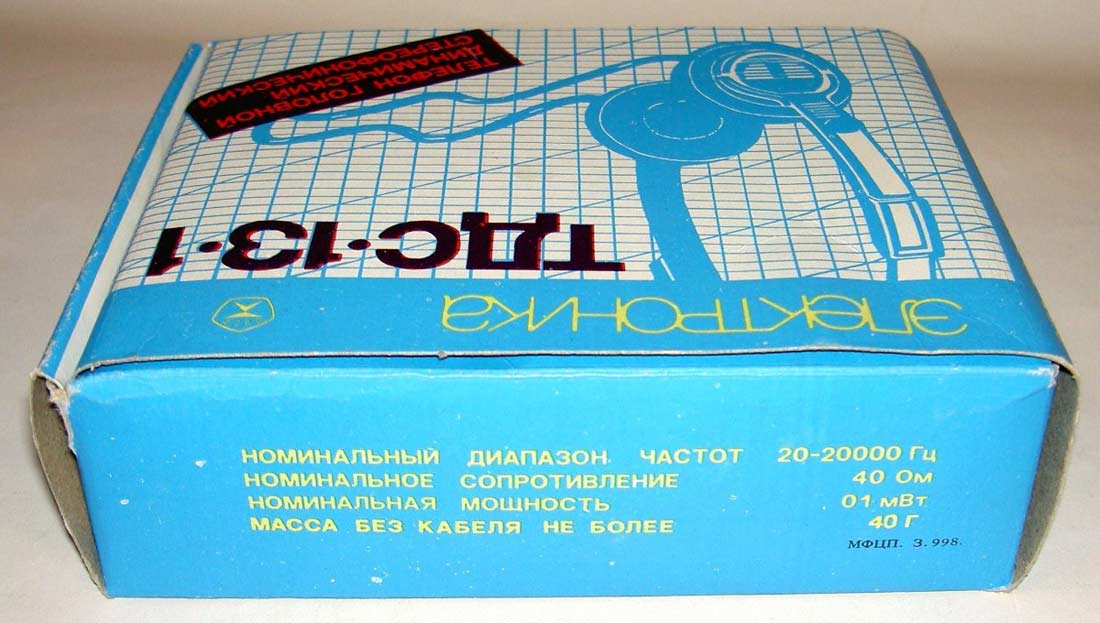 ТЕЛЕФОН ГОЛОВНОЙ
ДИНАМИЧЕСКИЙ
СТЕРЕОФОНИЧЕСКИЙ
ТДС·13·1
электроника
НОМИНАЛЬНЫЙ ДИАПАЗОН ЧАСТОТ 20-20000 Гц
НОМИНАЛЬНОЕ СОПРОТИВЛЕНИЕ 40 Ом
НОМИНАЛЬНАЯ МОЩНОСТЬ 01 мВт
МАССА БЕЗ КАБЕЛЯ НЕ БОЛЕЕ 40 Г
МФЦП. 3.998.